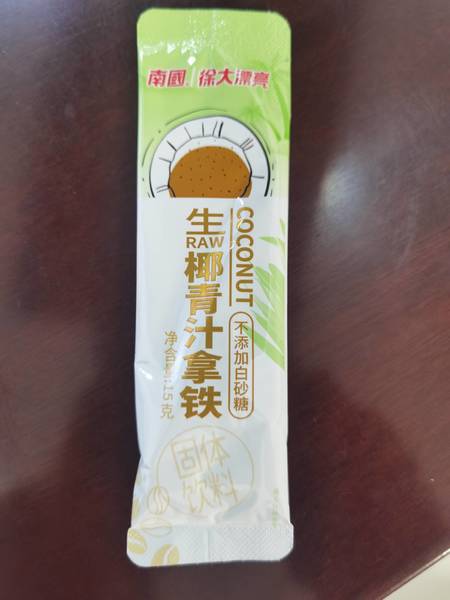 南國 徐大漂亮
生椰青汁拿铁
RAW
COCONUT
不添加白砂糖
净含量:15克
固体
饮料